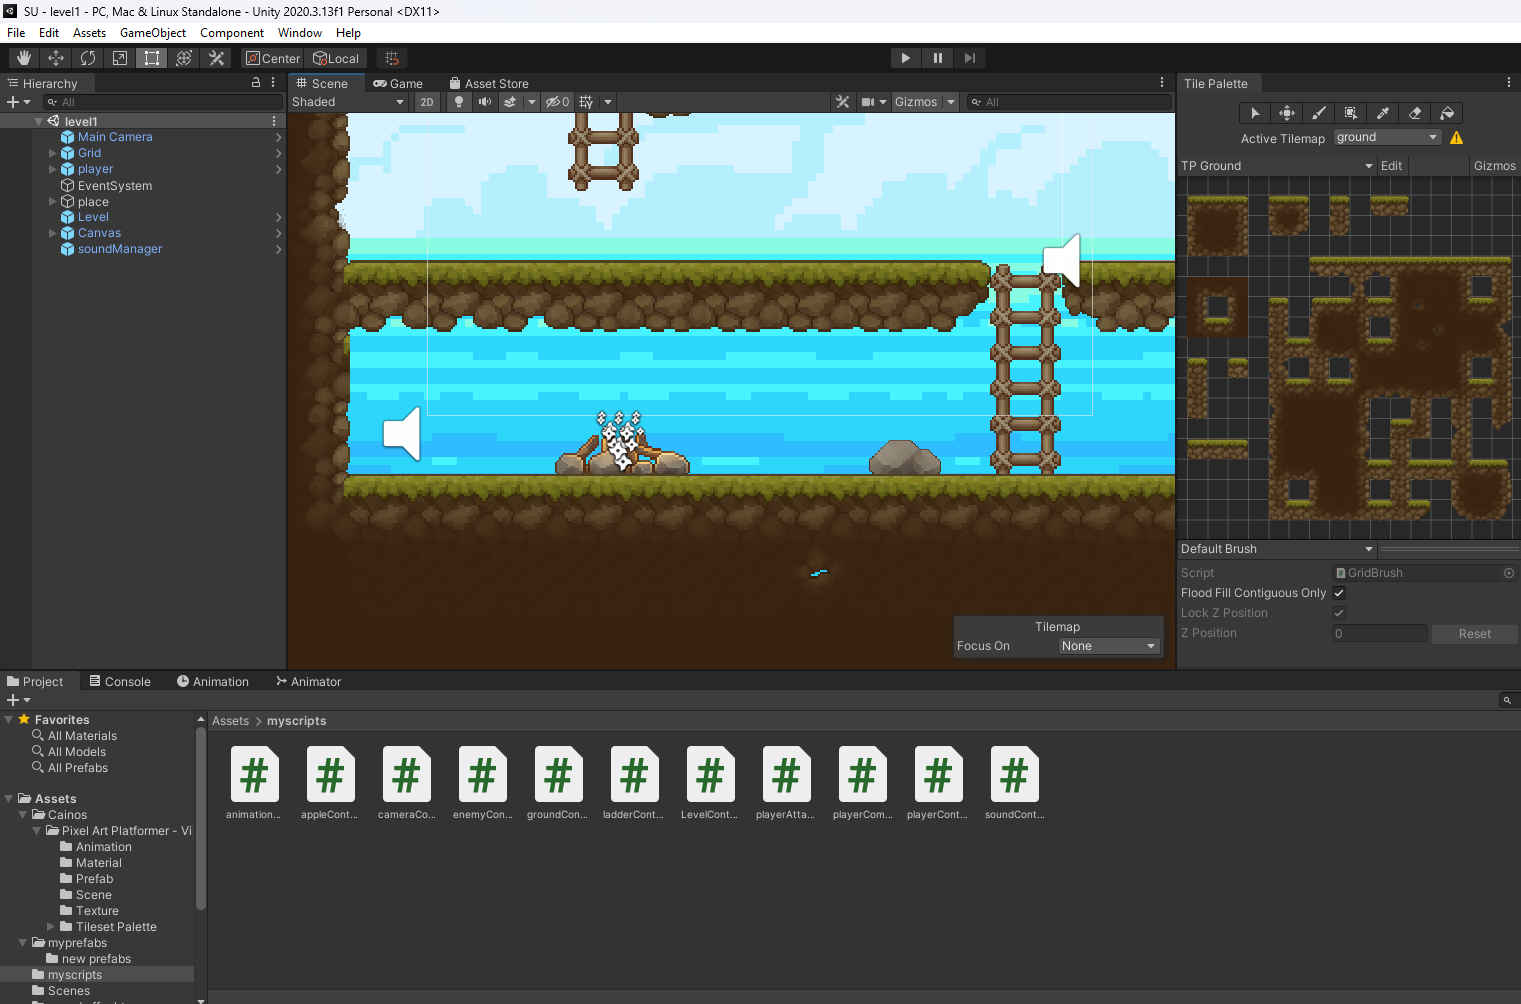 SU - level1 - PC, Mac & Linux Standalone - Unity 2020.3.13f1 Personal <DX11>
File Edit Assets GameObject Component Window Help
Center Local
Hierarchy
All
level1
Main Camera
Grid
player
EventSystem
place
Level
Canvas
soundManager
Scene Game Asset Store
Shaded 2D 0 Gizmos All
Tilemap
Focus On None
Tile Palette
Active Tilemap ground
TP Ground Edit Gizmos
Default Brush
Script GridBrush
Flood Fill Contiguous Only
Lock Z Position
Z Position 0 Reset
Project Console Animation Animator
Favorites
All Materials
All Models
All Prefabs
Assets
Cainos
Pixel Art Platformer - Vi
Animation
Material
Prefab
Scene
Texture
Tileset Palette
myprefabs
new prefabs
myscripts
Scenes
Assets > myscripts
animation... appleCont... cameraCo... enemyCon... groundCon... ladderCont... LevelCont... playerAtta... playerCom... playerCont... soundCont...